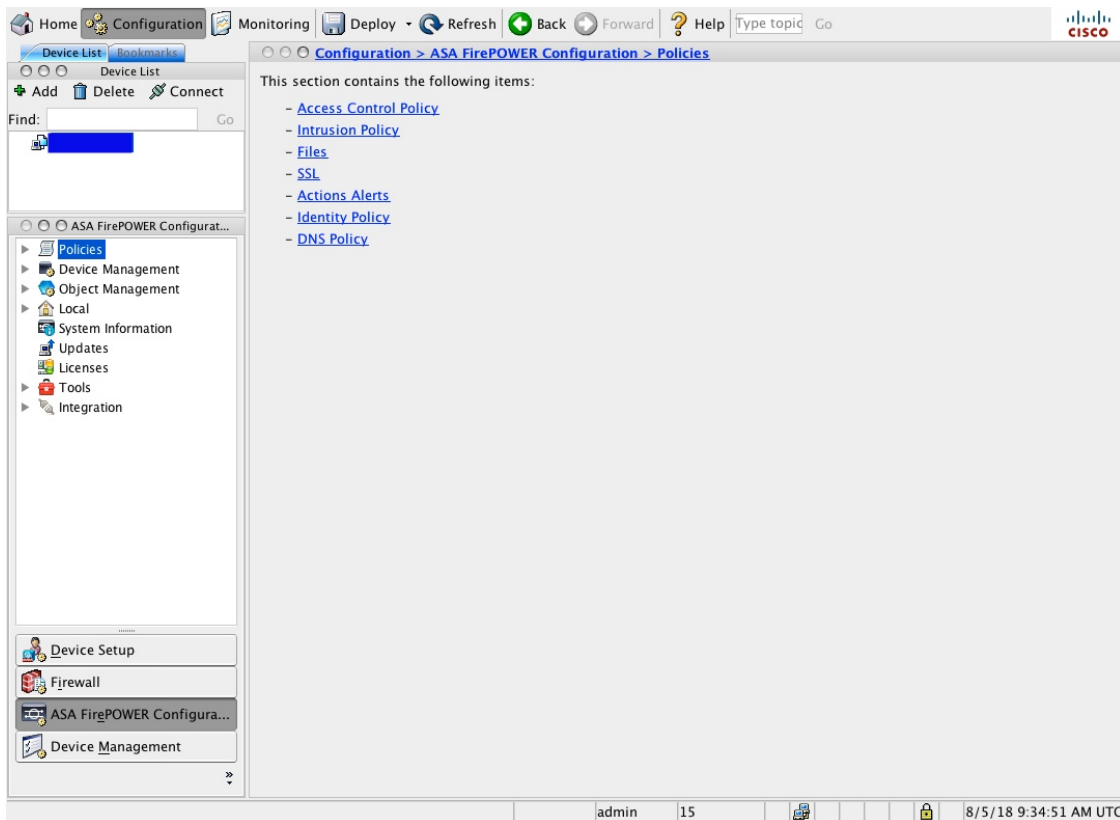 Home Configuration Monitoring Deploy Refresh Back Forward Help Type topic Go
CISCO
Device List Bookmarks
Device List
Add Delete Connect
Find: Go
ASA FirePOWER Configurat...
Policies
Device Management
Object Management
Local
System Information
Updates
Licenses
Tools
Integration
Device Setup
Firewall
ASA FirePOWER Configura...
Device Management
Configuration > ASA FirePOWER Configuration > Policies
This section contains the following items:
– Access Control Policy
– Intrusion Policy
– Files
– SSL
– Actions Alerts
– Identity Policy
– DNS Policy
admin 15 8/5/18 9:34:51 AM UTC